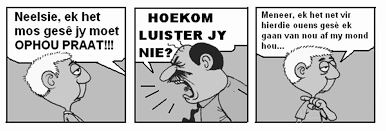 Neelsie, ek het
mos gesê jy moet
OPHOU PRAAT!!!
HOEKOM
LUISTER JY
NIE?
Meneer, ek het net vir
hierdie ouens gesê ek
gaan van nou af my mond
hou...